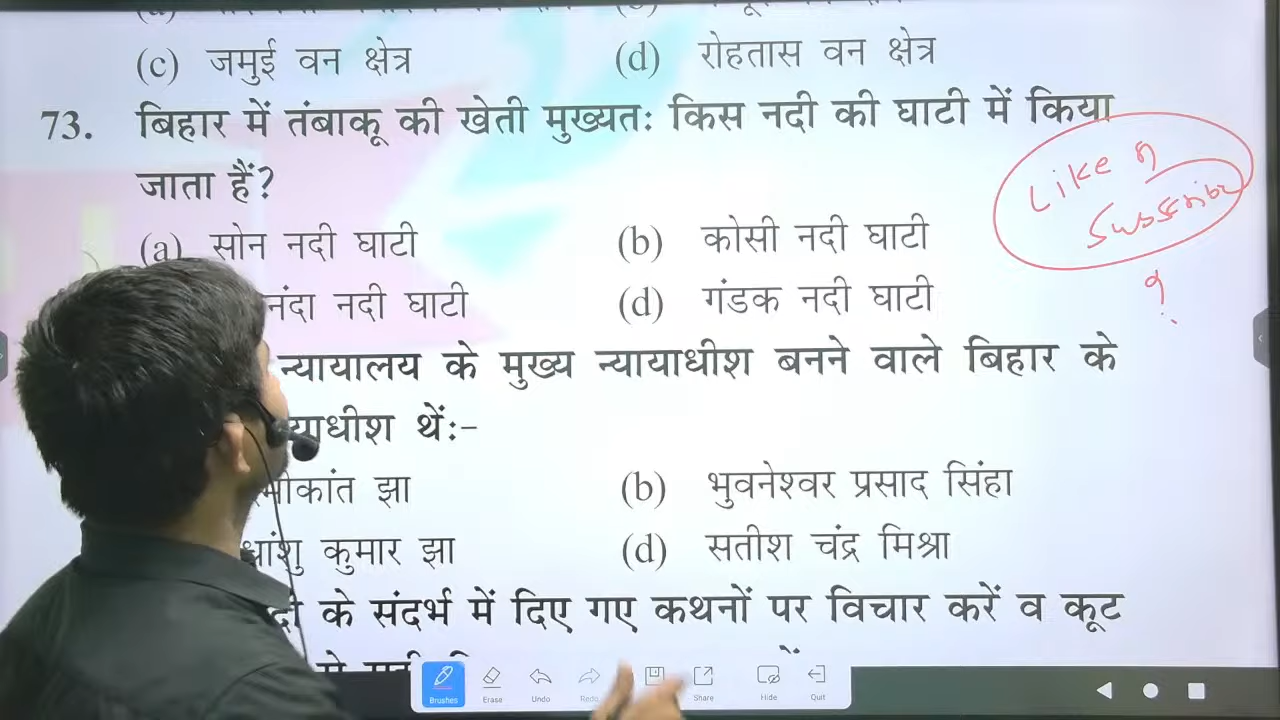 (c) जमुई वन क्षेत्र (d) रोहतास वन क्षेत्र
73. बिहार में तंबाकू की खेती मुख्यतः किस नदी की घाटी में किया
जाता हैं?
Like n
Subscribe
?
(a) सोन नदी घाटी (b) कोसी नदी घाटी
नदी घाटी (d) गंडक नदी घाटी
न्यायालय के मुख्य न्यायाधीश बनने वाले बिहार के
थें:-
झा (b) भुवनेश्वर प्रसाद सिंहा
कुमार झा (d) सतीश चंद्र मिश्रा
के संदर्भ में दिए गए कथनों पर विचार करें व कूट
Brushes Erase Undo Redo Share Hide Quit